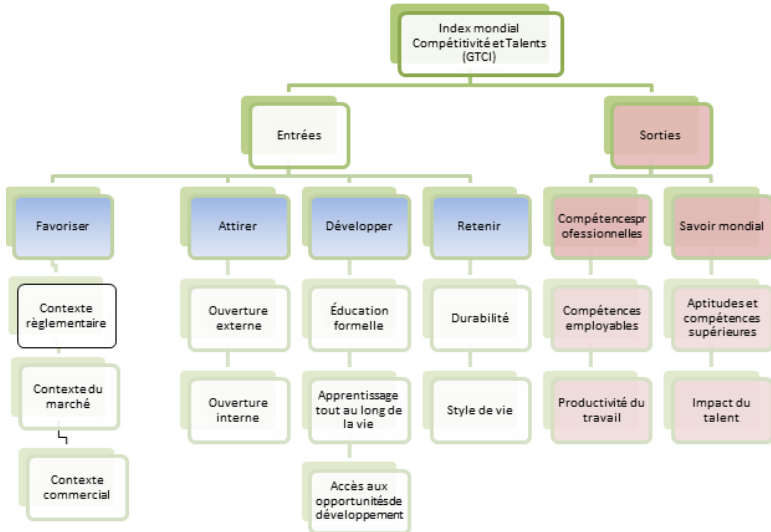 Index mondial
Compétitivité et Talents
(GTCI)
Entrées
Sorties
Favoriser
Attirer
Développer
Retenir
Compétencespr
ofessionnelles
Savoir mondial
Contexte
règlementaire
Ouverture
externe
Éducation
formelle
Durabilité
Compétences
employables
Aptitudes et
compétences
supérieures
Contexte du
marché
Ouverture
interne
Apprentissage
tout au long de
la vie
Style de vie
Productivité du
travail
Impact du
talent
Contexte
commercial
Accès aux
opportunitésde
développement